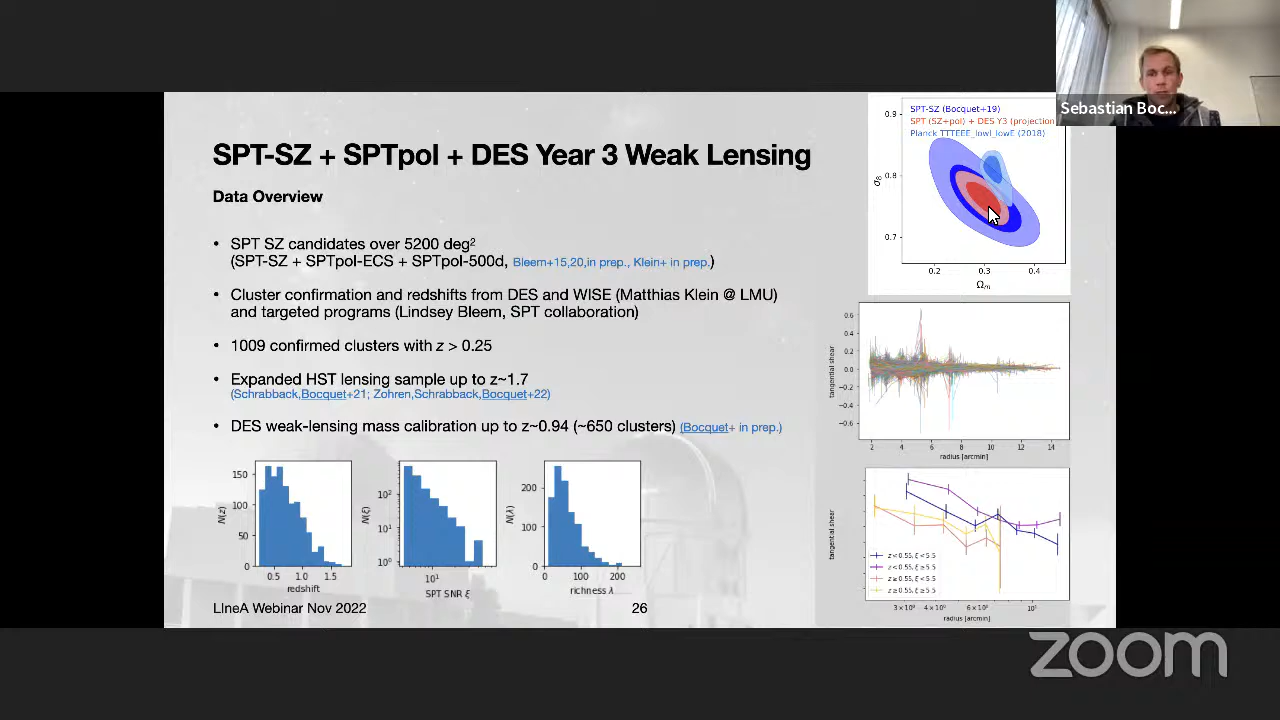 Sebastian Boc...
SPT-SZ + SPTpol + DES Year 3 Weak Lensing
Data Overview
• SPT SZ candidates over 5200 deg²
(SPT-SZ + SPTpol-ECS + SPTpol-500d, Bleem+15,20,in prep., Klein+ in prep.)
• Cluster confirmation and redshifts from DES and WISE (Matthias Klein @ LMU)
and targeted programs (Lindsey Bleem, SPT collaboration)
• 1009 confirmed clusters with z > 0.25
• Expanded HST lensing sample up to z~1.7
(Schrabback,Bocquet+21; Zohren,Schrabback,Bocquet+22)
• DES weak-lensing mass calibration up to z~0.94 (~650 clusters) (Bocquet+ in prep.)
150
100
50
0
N(z)
0.5 1.0 1.5
redshift
10²
10¹
10⁰
N(ξ)
10¹
SPT SNR ξ
200
100
0
N(λ)
0 100 200
richness λ
LIneA Webinar Nov 2022
26
SPT-SZ (Bocquet+19)
SPT (SZ+pol) + DES Y3 (projection
Planck TTTEEE_lowl_lowE (2018)
0.9
0.8
0.7
σ₈
0.2 0.3 0.4
Ωₘ
0.6
0.4
0.2
0.0
−0.2
−0.4
−0.6
tangential shear
2 4 6 8 10 12 14
radius [arcmin]
tangential shear
z < 0.55, ξ < 5.5
z < 0.55, ξ ≥ 5.5
z ≥ 0.55, ξ < 5.5
z ≥ 0.55, ξ ≥ 5.5
3 × 10⁰ 4 × 10⁰ 6 × 10⁰ 10¹
radius [arcmin]
zoom